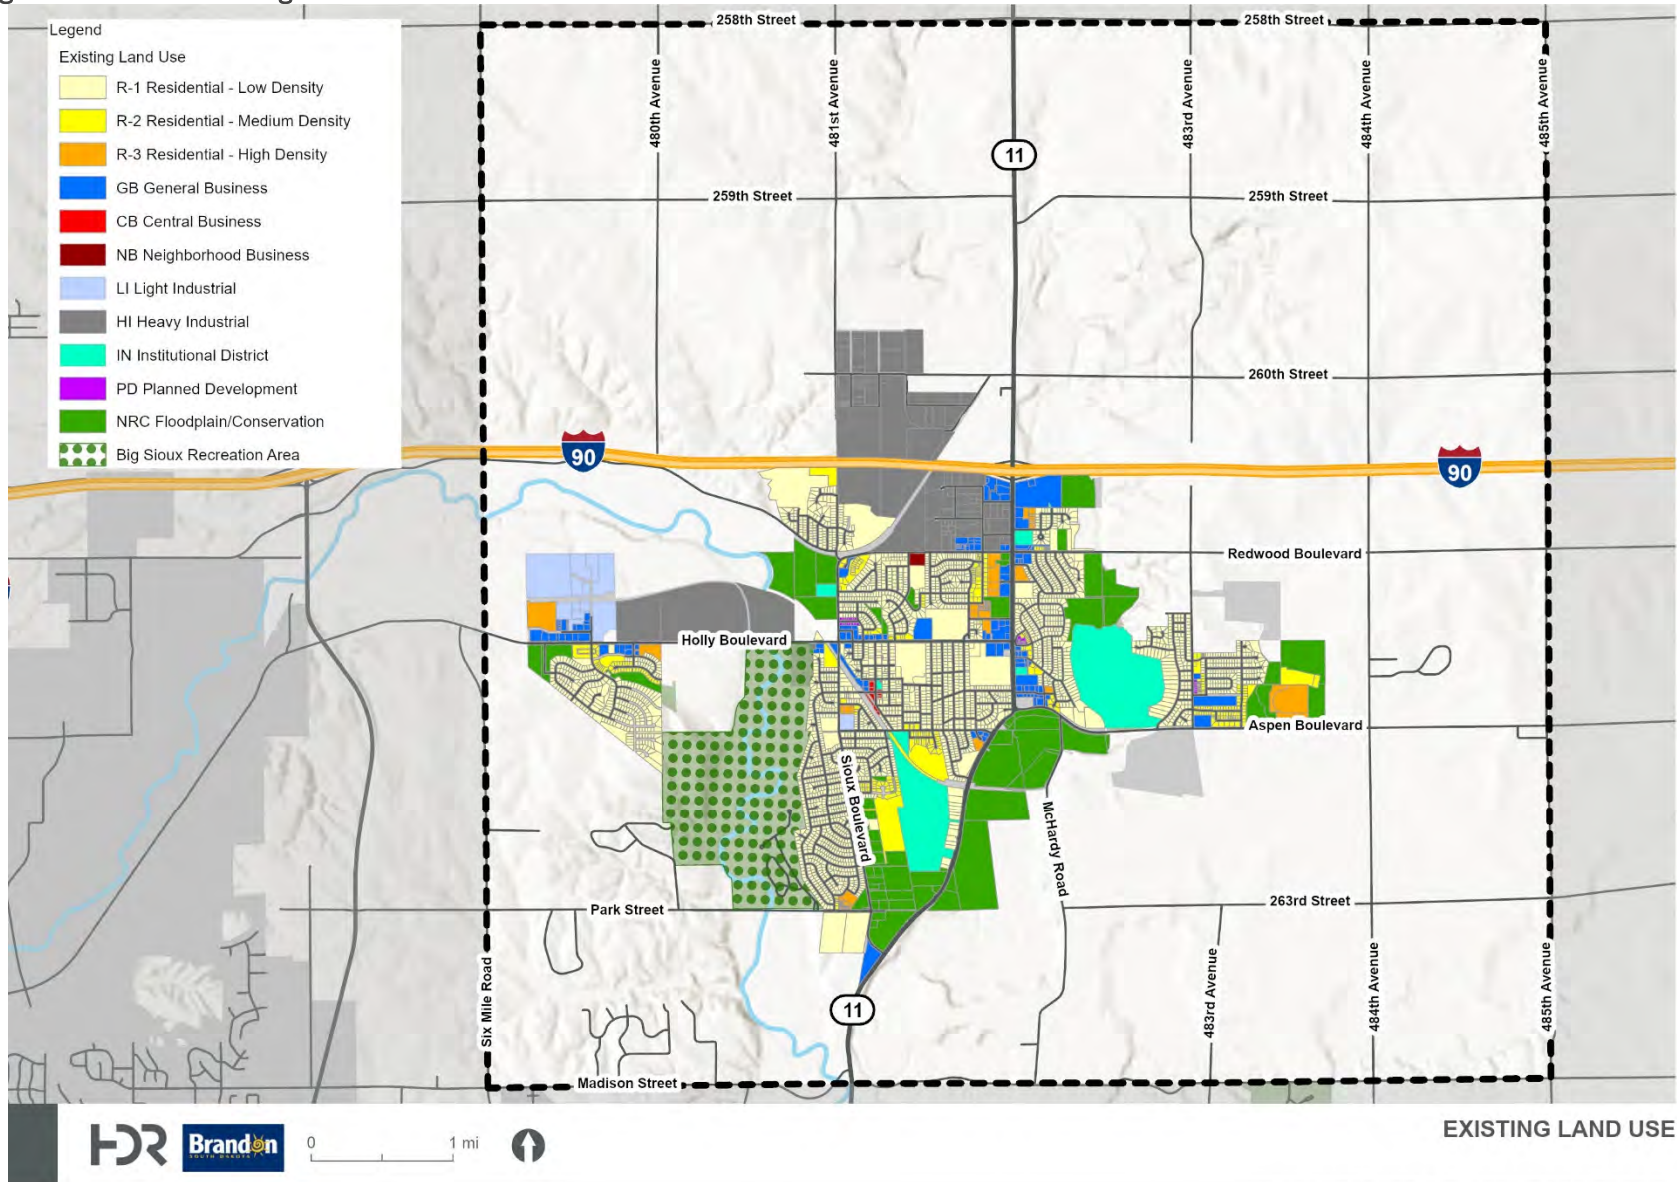 Legend
Existing Land Use
R-1 Residential - Low Density
R-2 Residential - Medium Density
R-3 Residential - High Density
GB General Business
CB Central Business
NB Neighborhood Business
LI Light Industrial
HI Heavy Industrial
IN Institutional District
PD Planned Development
NRC Floodplain/Conservation
Big Sioux Recreation Area
258th Street
258th Street
480th Avenue
481st Avenue
483rd Avenue
484th Avenue
485th Avenue
11
259th Street
259th Street
260th Street
90
90
Redwood Boulevard
Holly Boulevard
Aspen Boulevard
Sioux Boulevard
McHardy Road
Park Street
263rd Street
Six Mile Road
483rd Avenue
484th Avenue
485th Avenue
11
Madison Street
HDR
Brandon
SOUTH DAKOTA
0 1 mi
EXISTING LAND USE